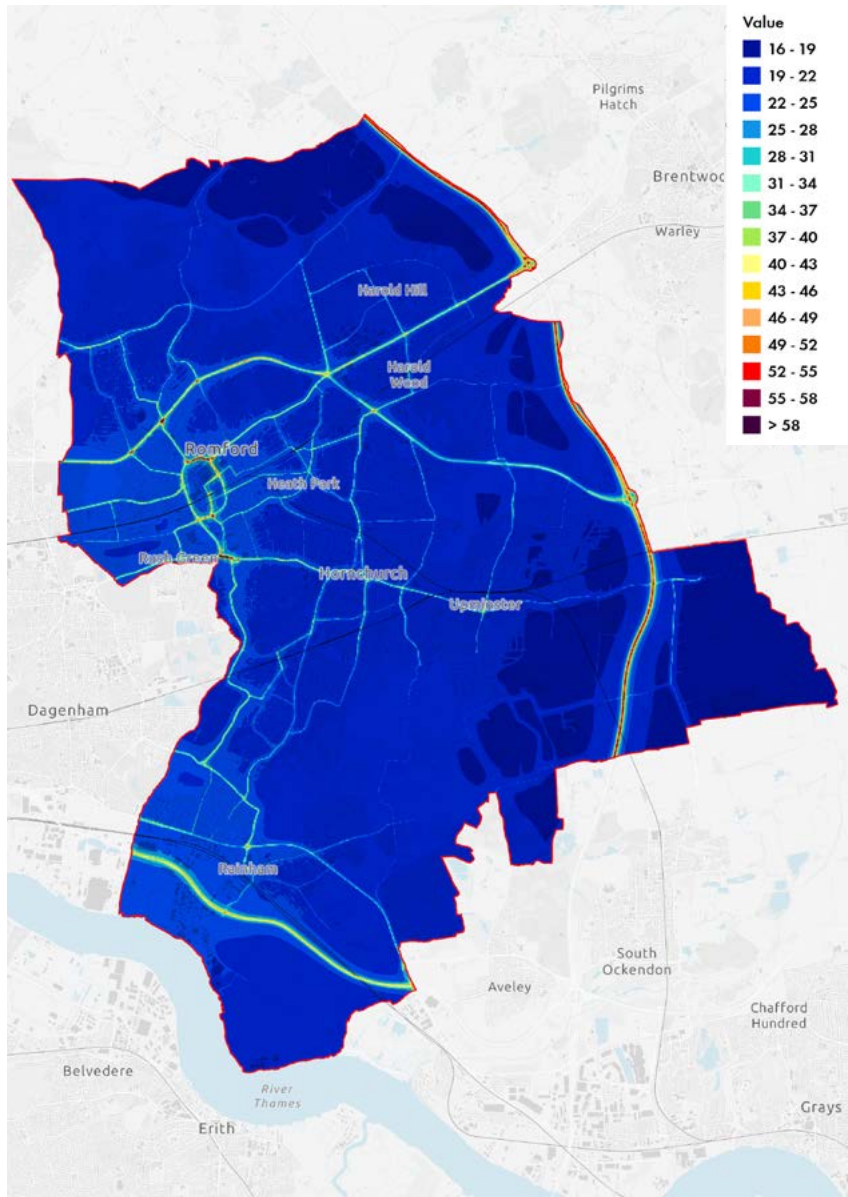 Value
16 - 19
19 - 22
22 - 25
25 - 28
28 - 31
31 - 34
34 - 37
37 - 40
40 - 43
43 - 46
46 - 49
49 - 52
52 - 55
55 - 58
> 58
Pilgrims
Hatch
Brentwoo
Warley
Harold Hill
Harold
Wood
Romford
Heath Park
Rush Green
Hornchurch
Upminster
Dagenham
Rainham
South
Ockendon
Aveley
Chafford
Hundred
Belvedere
River
Thames
Erith
Grays